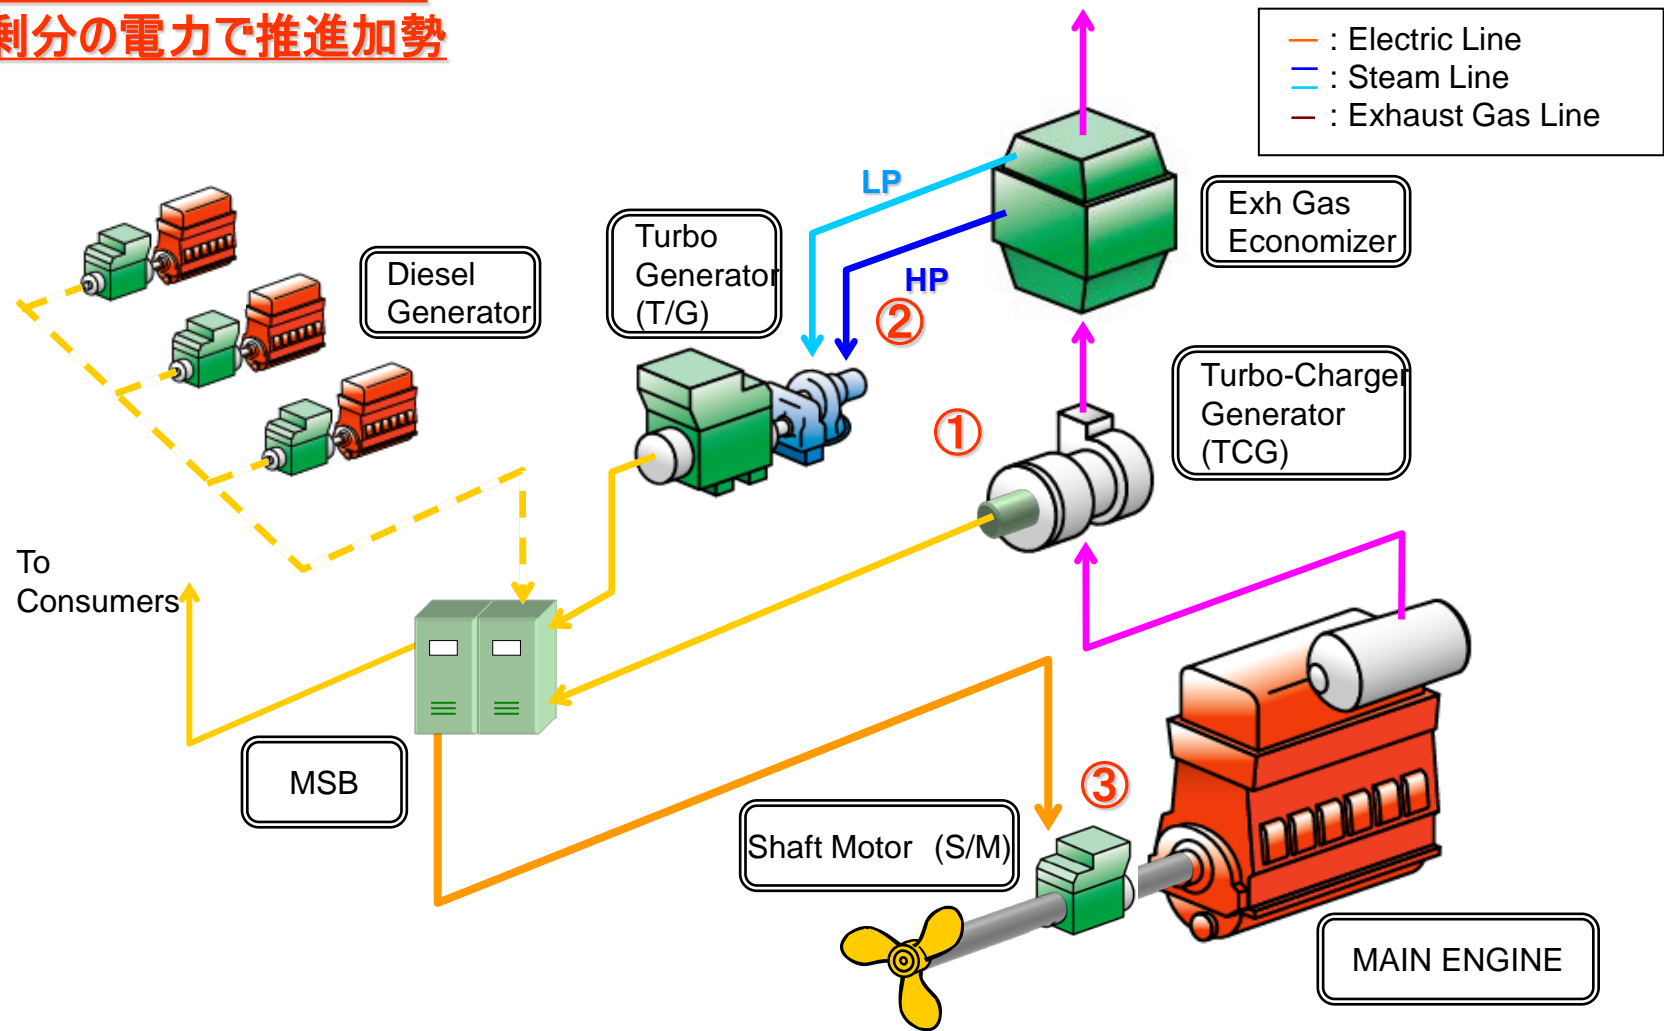 剰分の電力で推進加勢
: Electric Line
: Steam Line
: Exhaust Gas Line
LP
HP
Exh Gas
Economizer
Turbo
Generator
(T/G)
Diesel
Generator
②
Turbo-Charger
Generator
(TCG)
①
To
Consumers
MSB
③
Shaft Motor (S/M)
MAIN ENGINE